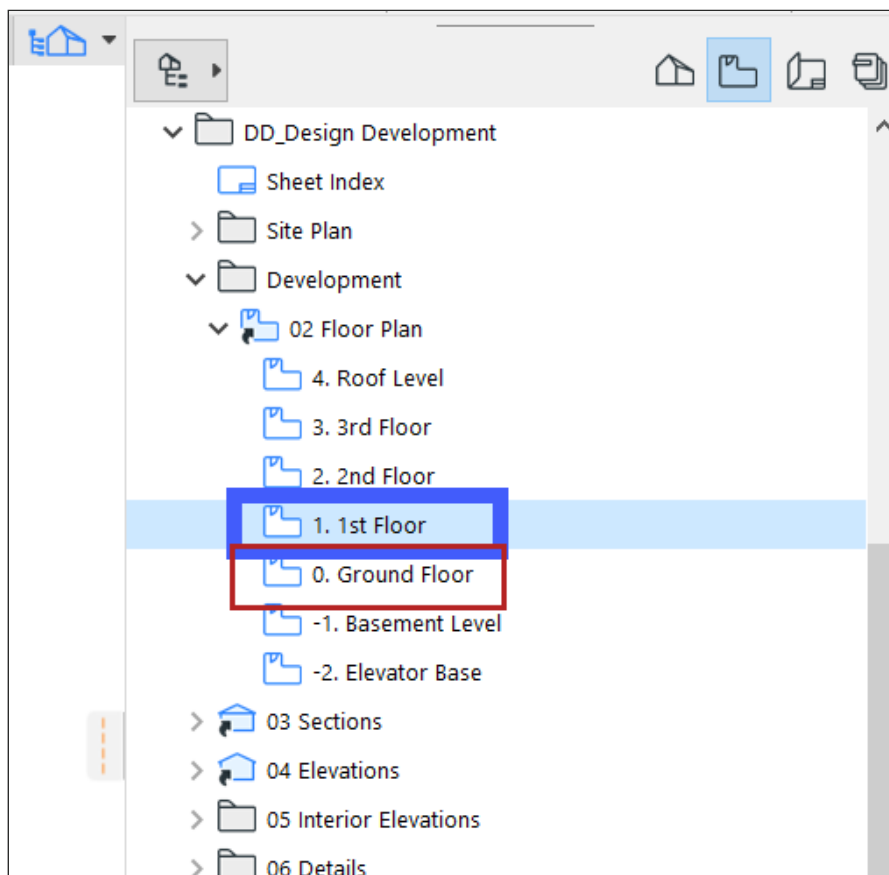 DD_Design Development
Sheet Index
Site Plan
Development
02 Floor Plan
4. Roof Level
3. 3rd Floor
2. 2nd Floor
1. 1st Floor
0. Ground Floor
-1. Basement Level
-2. Elevator Base
03 Sections
04 Elevations
05 Interior Elevations
06 Details